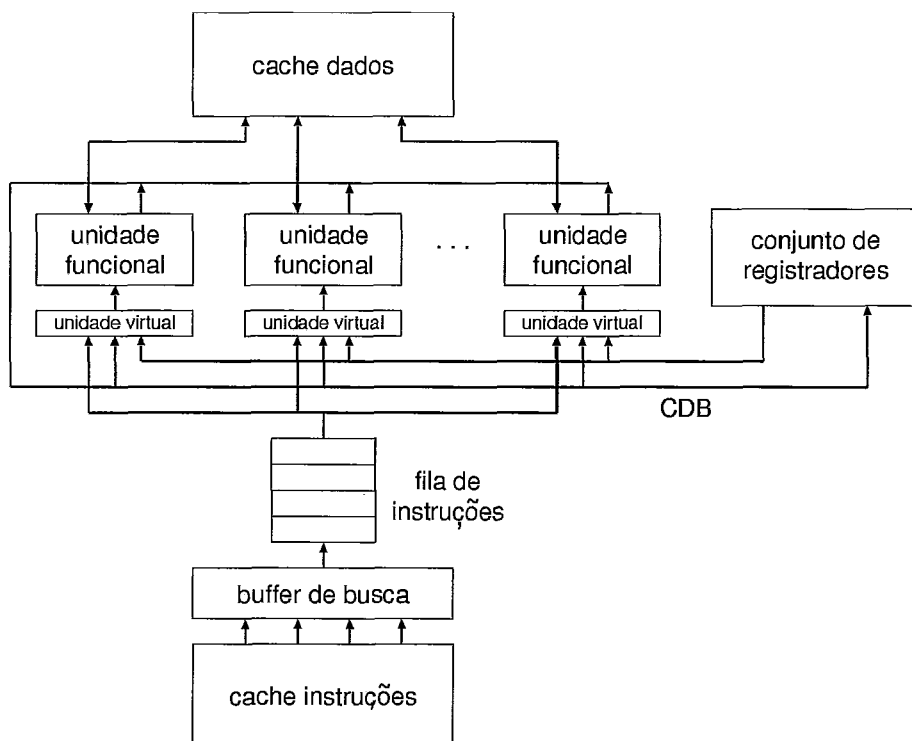 cache dados
unidade
funcional
unidade
funcional
. . .
unidade
funcional
conjunto de
registradores
unidade virtual
unidade virtual
unidade virtual
CDB
fila de
instruções
buffer de busca
cache instruções